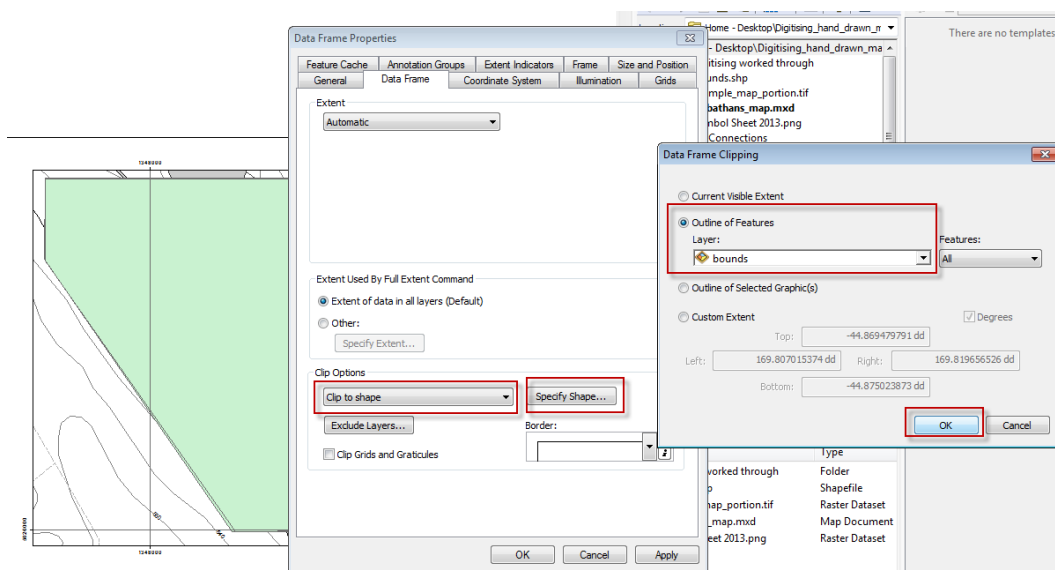 Home - Desktop\Digitising_hand_drawn_m
There are no templates
- Desktop\Digitising_hand_drawn_ma
itising worked through
unds.shp
mple_map_portion.tif
bathans_map.mxd
mbol Sheet 2013.png
Connections
Data Frame Properties
Feature Cache Annotation Groups Extent Indicators Frame Size and Position
General Data Frame Coordinate System Illumination Grids
Extent
Automatic
Extent Used By Full Extent Command
Extent of data in all layers (Default)
Other:
Specify Extent...
Clip Options
Clip to shape Specify Shape...
Exclude Layers... Border:
Clip Grids and Graticules
OK Cancel Apply
Data Frame Clipping
Current Visible Extent
Outline of Features
Layer: Features:
bounds All
Outline of Selected Graphic(s)
Custom Extent Degrees
Top: -44.869479791 dd
Left: 169.807015374 dd Right: 169.819656526 dd
Bottom: -44.875023873 dd
OK Cancel
Type
worked through Folder
p Shapefile
nap_portion.tif Raster Dataset
_map.mxd Map Document
eet 2013.png Raster Dataset
1348000
1348000